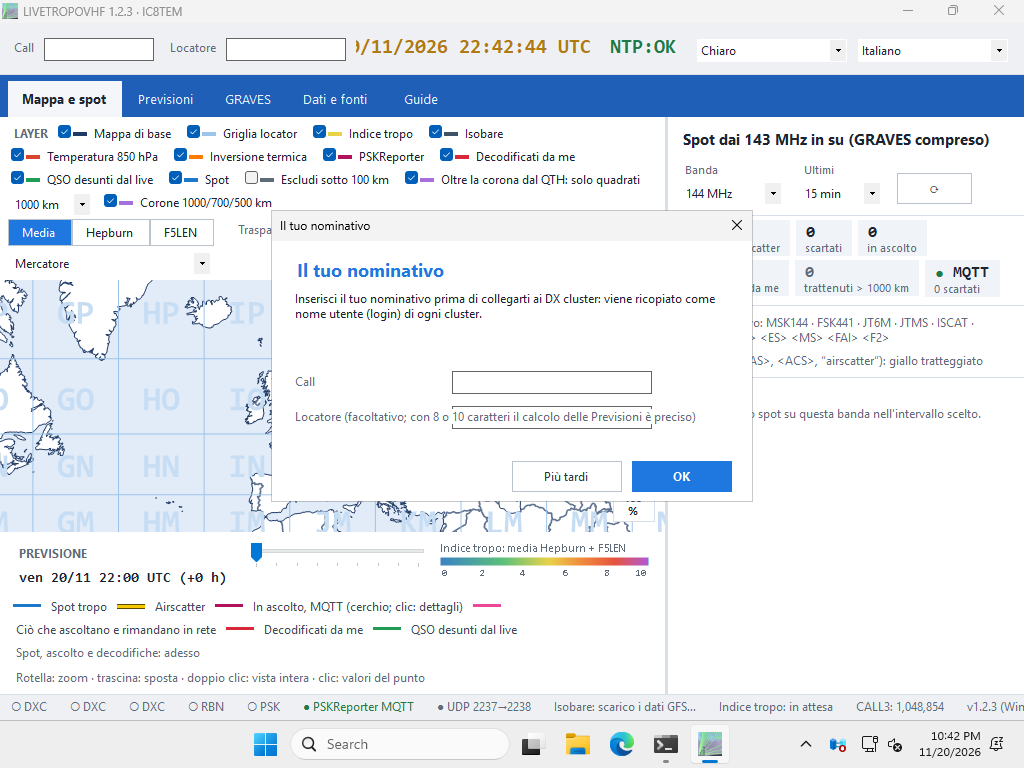 LIVETROPOVHF 1.2.3 · IC8TEM
Call
Locatore
/11/2026 22:42:44 UTC
NTP:OK
Chiaro
Italiano
Mappa e spot
Previsioni
GRAVES
Dati e fonti
Guide
LAYER
Mappa di base
Griglia locator
Indice tropo
Isobare
Temperatura 850 hPa
Inversione termica
PSKReporter
Decodificati da me
QSO desunti dal live
Spot
Escludi sotto 100 km
Oltre la corona dal QTH: solo quadrati
1000 km
Corone 1000/700/500 km
Media
Hepburn
F5LEN
Traspa
Mercatore
Spot dai 143 MHz in su (GRAVES compreso)
Banda
Ultimi
144 MHz
15 min
catter
0
scartati
0
in ascolto
da me
0
trattenuti > 1000 km
● MQTT
0 scartati
o: MSK144 · FSK441 · JT6M · JTMS · ISCAT ·
> <ES> <MS> <FAI> <F2>
AS>, <ACS>, "airscatter"): giallo tratteggiato
spot su questa banda nell'intervallo scelto.
Il tuo nominativo
Il tuo nominativo
Inserisci il tuo nominativo prima di collegarti ai DX cluster: viene ricopiato come
nome utente (login) di ogni cluster.
Call
Locatore (facoltativo; con 8 o 10 caratteri il calcolo delle Previsioni è preciso)
Più tardi
OK
GP
HP
IP
GO
HO
GN
HN
IN
GM
HM
IM
JM
KM
LM
MM
%
PREVISIONE
ven 20/11 22:00 UTC (+0 h)
Indice tropo: media Hepburn + F5LEN
0 2 4 6 8 10
Spot tropo
Airscatter
In ascolto, MQTT (cerchio; clic: dettagli)
Ciò che ascoltano e rimandano in rete
Decodificati da me
QSO desunti dal live
Spot, ascolto e decodifiche: adesso
Rotella: zoom · trascina: sposta · doppio clic: vista intera · clic: valori del punto
○ DXC
○ DXC
○ DXC
○ RBN
○ PSK
● PSKReporter MQTT
● UDP 2237→2238
Isobare: scarico i dati GFS…
Indice tropo: in attesa
CALL3: 1,048,854
v1.2.3 (Win
Search
10:42 PM
11/20/2026